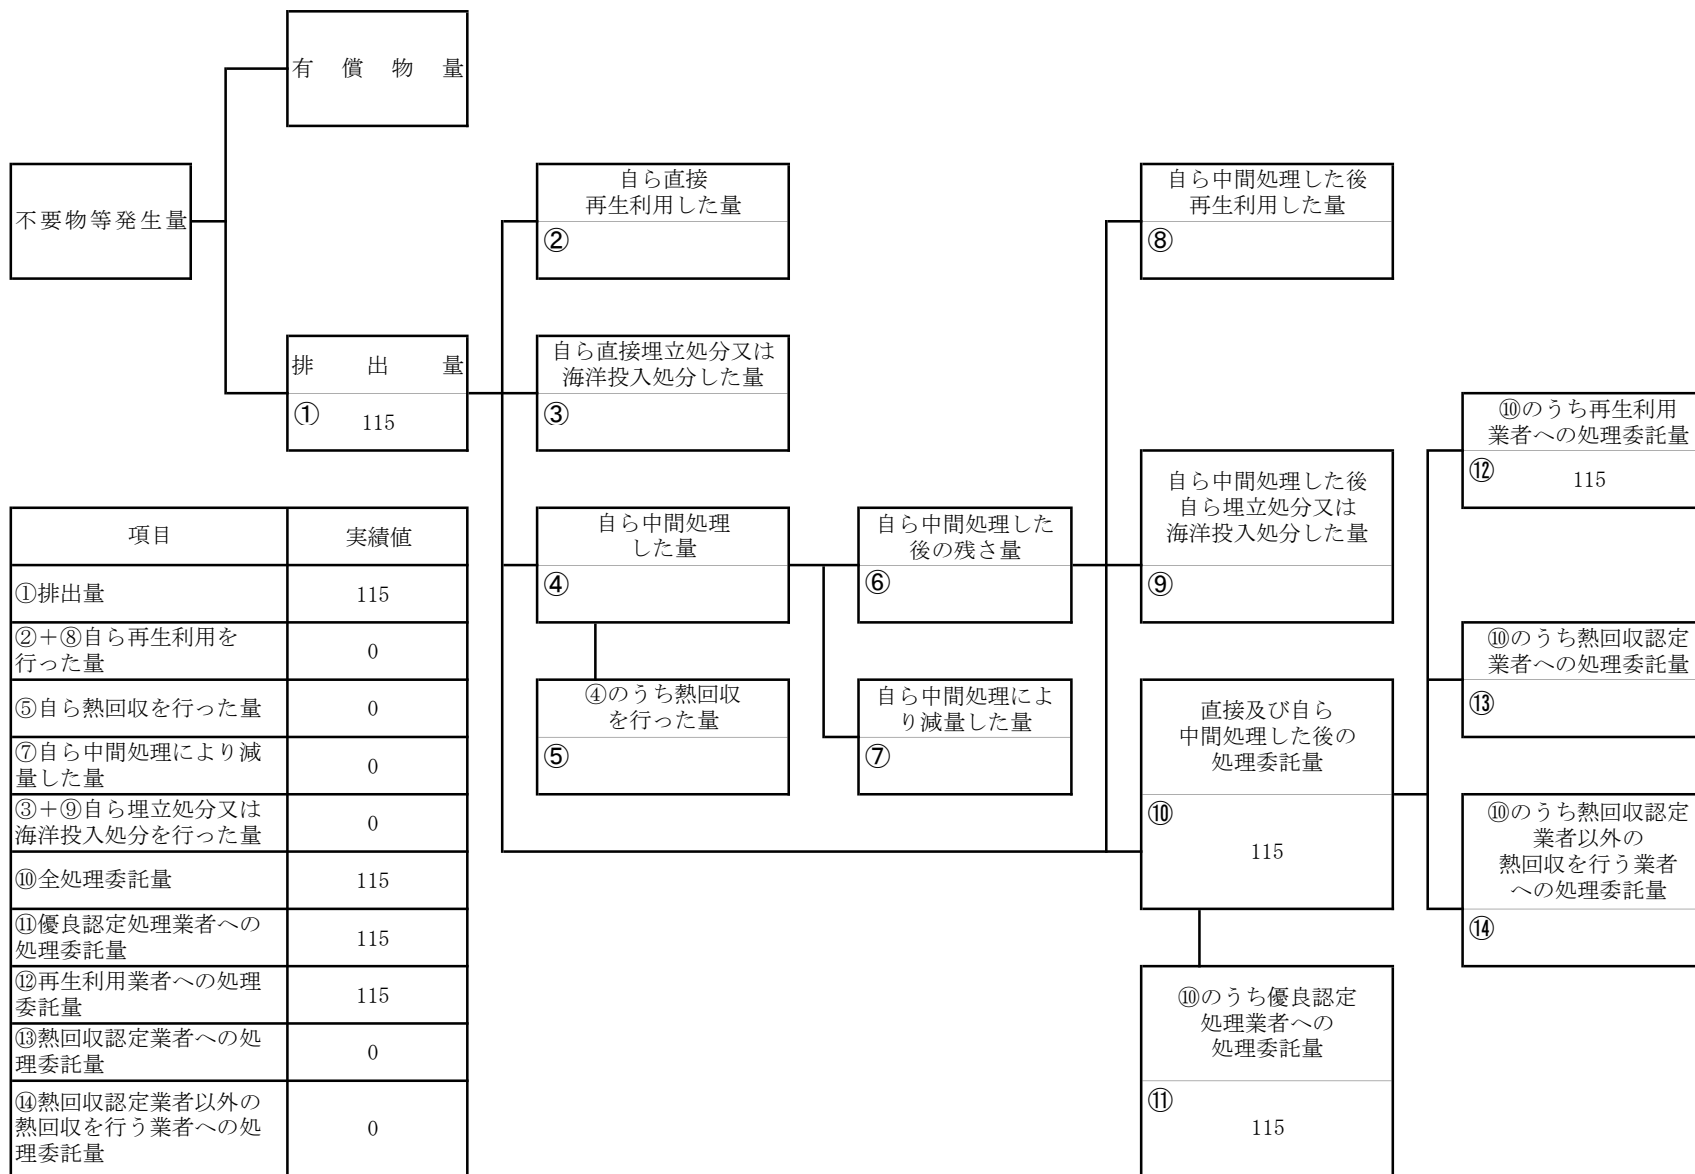 有償物量
不要物等発生量
自ら直接
再生利用した量
②
自ら中間処理した後
再生利用した量
⑧
排出量
① 115
自ら直接埋立処分又は
海洋投入処分した量
③
⑩のうち再生利用
業者への処理委託量
⑫ 115
自ら中間処理
した量
④
自ら中間処理した
後の残さ量
⑥
自ら中間処理した後
自ら埋立処分又は
海洋投入処分した量
⑨
⑩のうち熱回収認定
業者への処理委託量
⑬
④のうち熱回収
を行った量
⑤
自ら中間処理によ
り減量した量
⑦
直接及び自ら
中間処理した後の
処理委託量
⑩
115
⑩のうち熱回収認定
業者以外の
熱回収を行う業者
への処理委託量
⑭
⑩のうち優良認定
処理業者への
処理委託量
⑪
115
項目 実績値
①排出量 115
②+⑧自ら再生利用を
行った量 0
⑤自ら熱回収を行った量 0
⑦自ら中間処理により減
量した量 0
③+⑨自ら埋立処分又は
海洋投入処分を行った量 0
⑩全処理委託量 115
⑪優良認定処理業者への
処理委託量 115
⑫再生利用業者への処理
委託量 115
⑬熱回収認定業者への処
理委託量 0
⑭熱回収認定業者以外の
熱回収を行う業者への処 0
理委託量